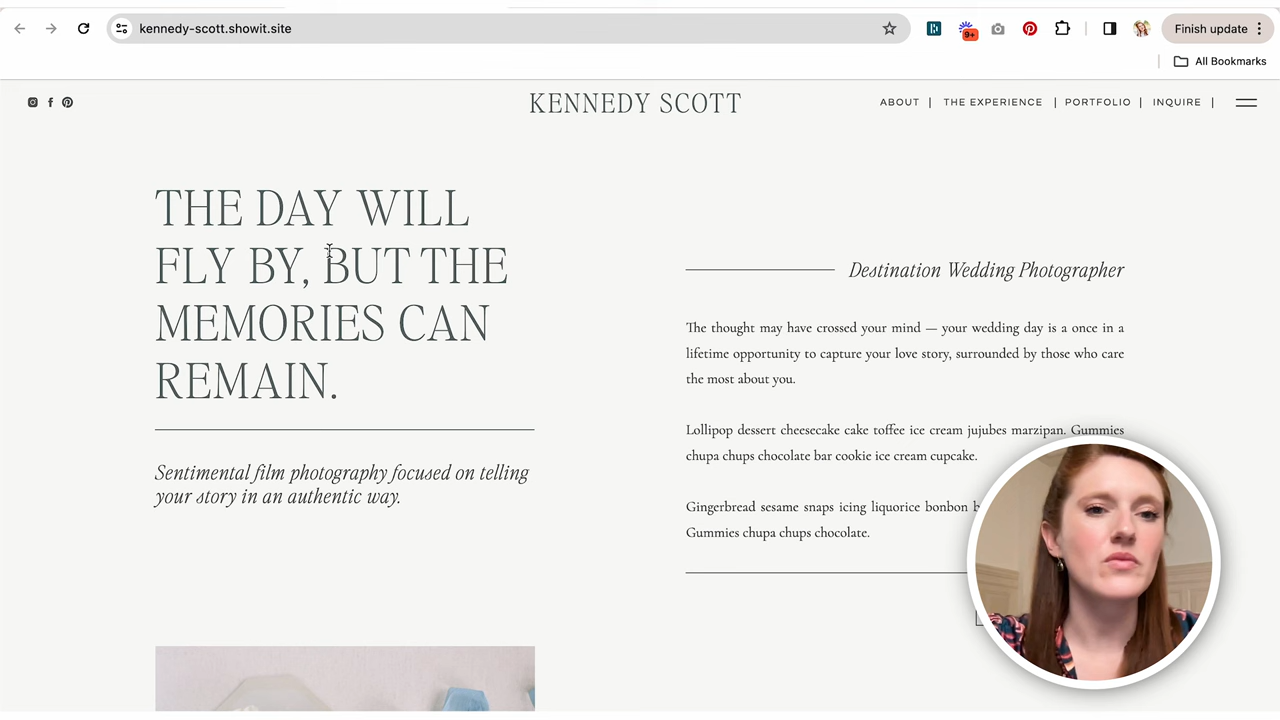 kennedy-scott.showit.site
9+
Finish update
All Bookmarks
KENNEDY SCOTT
ABOUT | THE EXPERIENCE | PORTFOLIO | INQUIRE |
THE DAY WILL
FLY BY, BUT THE
MEMORIES CAN
REMAIN.
Sentimental film photography focused on telling
your story in an authentic way.
Destination Wedding Photographer
The thought may have crossed your mind — your wedding day is a once in a
lifetime opportunity to capture your love story, surrounded by those who care
the most about you.
Lollipop dessert cheesecake cake toffee ice cream jujubes marzipan. Gummies
chupa chups chocolate bar cookie ice cream cupcake.
Gingerbread sesame snaps icing liquorice bonbon
Gummies chupa chups chocolate.